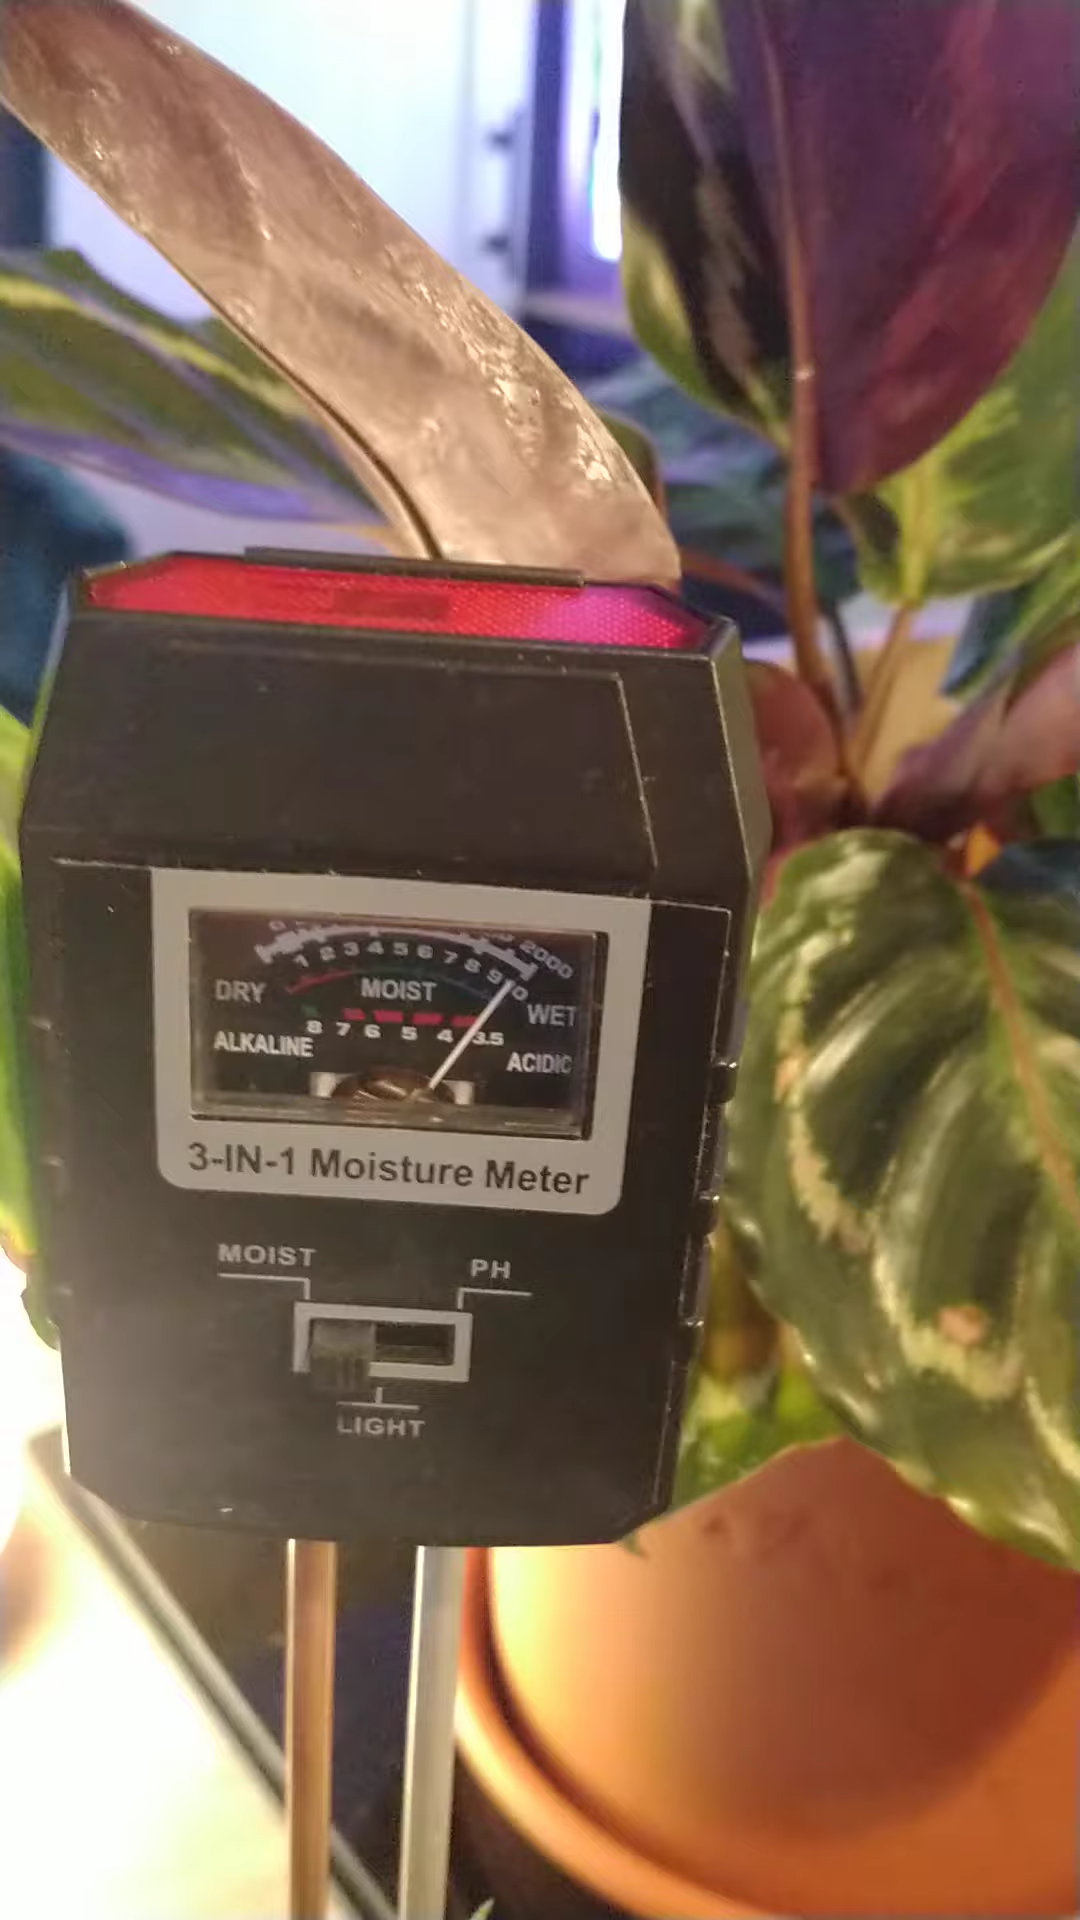 0 2000
1 2 3 4 5 6 7 8 9 10
DRY MOIST WET
8 7 6 5 4 3.5
ALKALINE ACIDIC
3-IN-1 Moisture Meter
MOIST PH
LIGHT